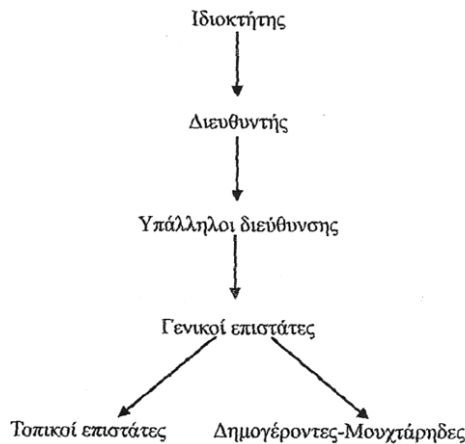 Ιδιοκτήτης
Διευθυντής
Υπάλληλοι διεύθυνσης
Γενικοί επιστάτες
Τοπικοί επιστάτες Δημογέροντες-Μουχτάρηδες